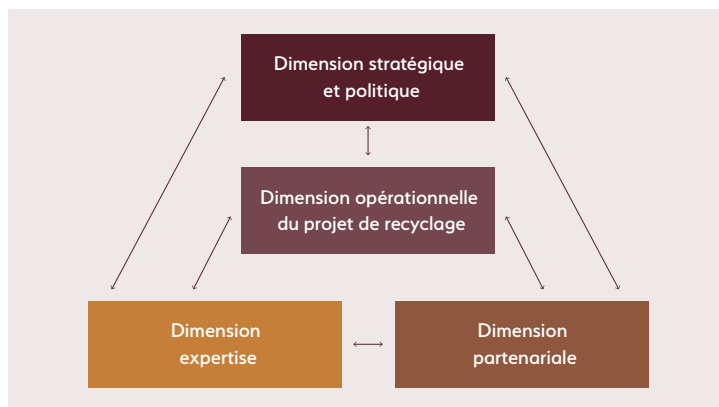 Dimension stratégique
et politique
Dimension opérationnelle
du projet de recyclage
Dimension
expertise
Dimension
partenariale